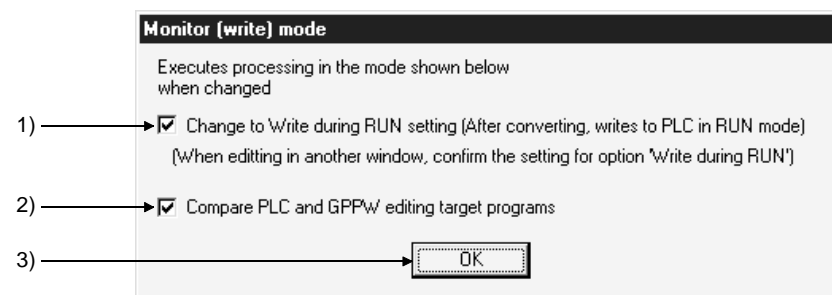 Monitor (write) mode
Executes processing in the mode shown below
when changed
1) Change to Write during RUN setting (After converting, writes to PLC in RUN mode)
(When editting in another window, confirm the setting for option 'Write during RUN')
2) Compare PLC and GPPW editing target programs
3) OK